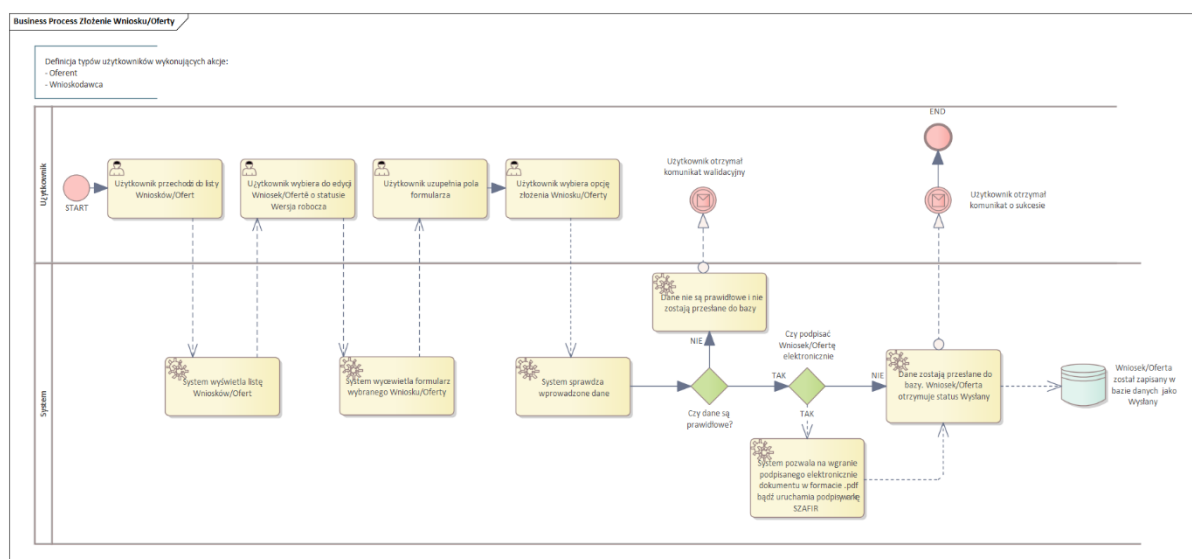 Business Process Złożenie Wniosku/Oferty
Definicja typów użytkowników wykonujących akcje:
- Oferent
- Wnioskodawca
Użytkownik
START
Użytkownik przechodzi do listy
Wniosków/Ofert
Użytkownik wybiera do edycji
Wniosek/Ofertê o statusie
Wersja robocza
Użytkownik uzupełnia pola
formularza
Użytkownik wybiera opcję
złożenia Wniosku/Oferty
Użytkownik otrzymał
komunikat walidacyjny
END
Użytkownik otrzymał
komunikat o sukcesie
System
System wyświetla listę
Wniosków/Ofert
System wyœwietla formularz
wybranego Wniosku/Oferty
System sprawdza
wprowadzone dane
Dane nie są prawidłowe i nie
zostają przesłane do bazy
NIE
Czy dane są
prawidłowe?
TAK
Czy podpisać
Wniosek/Ofertę
elektronicznie
NIE
TAK
System pozwala na wgranie
podpisanego elektronicznie
dokumentu w formacie .pdf
bądź uruchamia
SZAFIR
Dane zostają przesłane do
bazy. Wniosek/Oferta
otrzymuje status Wysłany
Wniosek/Oferta
został zapisany w
bazie danych jako
Wysłany